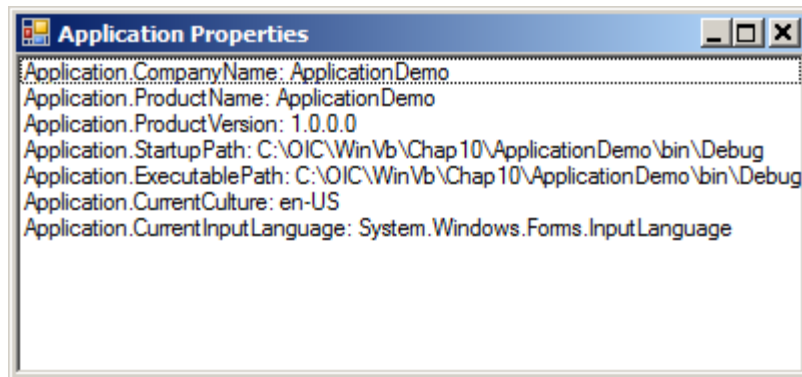 Application Properties
Application.CompanyName: ApplicationDemo
Application.ProductName: ApplicationDemo
Application.ProductVersion: 1.0.0.0
Application.StartupPath: C:\OIC\WinVb\Chap10\ApplicationDemo\bin\Debug
Application.ExecutablePath: C:\OIC\WinVb\Chap10\ApplicationDemo\bin\Debug
Application.CurrentCulture: en-US
Application.CurrentInputLanguage: System.Windows.Forms.InputLanguage